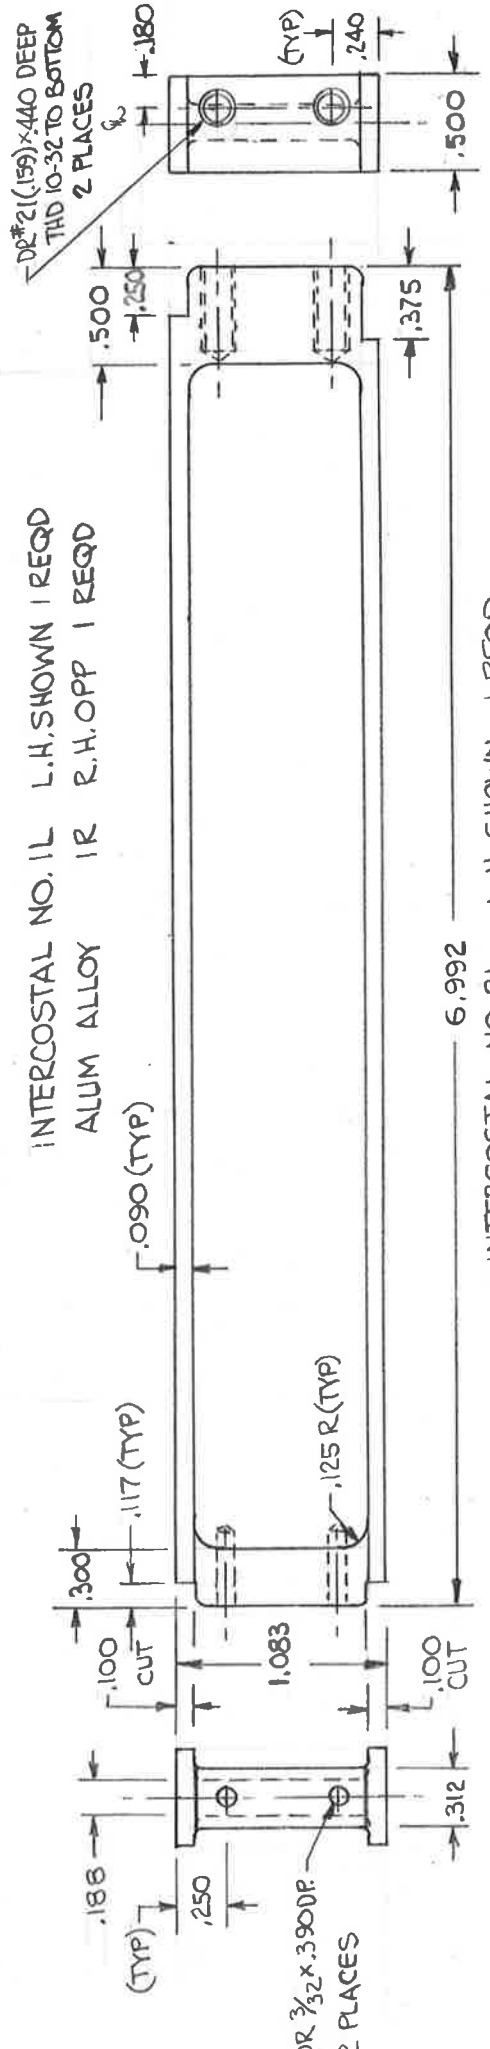 DR #21(.159)×.440 DEEP
THD 10-32 TO BOTTOM
2 PLACES
℄
.180
(TYP)
.240
.500
.500
.250
.375
INTERCOSTAL NO. 1L L.H. SHOWN 1 REQD
ALUM ALLOY 1R R.H. OPP 1 REQD
.090 (TYP)
6.992
.117 (TYP)
.300
.125 R (TYP)
.100
CUT
1.083
.100
CUT
.188
(TYP)
.250
.312
DR 3/32 × .390 DP.
2 PLACES